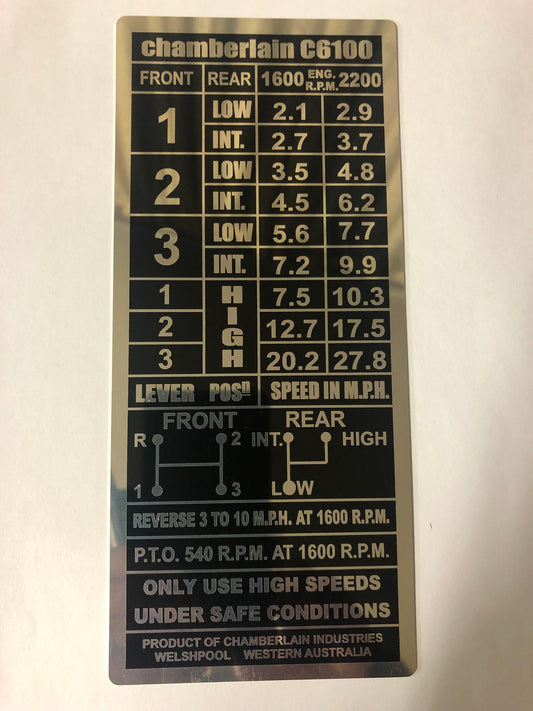 chamberlain C6100
FRONT REAR 1600 ENG. R.P.M. 2200
1 LOW 2.1 2.9
INT. 2.7 3.7
2 LOW 3.5 4.8
INT. 4.5 6.2
3 LOW 5.6 7.7
INT. 7.2 9.9
1 HIGH 7.5 10.3
2 12.7 17.5
3 20.2 27.8
LEVER POSⁿ SPEED IN M.P.H.
FRONT REAR
R 2 INT. HIGH
1 3 LOW
REVERSE 3 TO 10 M.P.H. AT 1600 R.P.M.
P.T.O. 540 R.P.M. AT 1600 R.P.M.
ONLY USE HIGH SPEEDS
UNDER SAFE CONDITIONS
PRODUCT OF CHAMBERLAIN INDUSTRIES
WELSHPOOL WESTERN AUSTRALIA